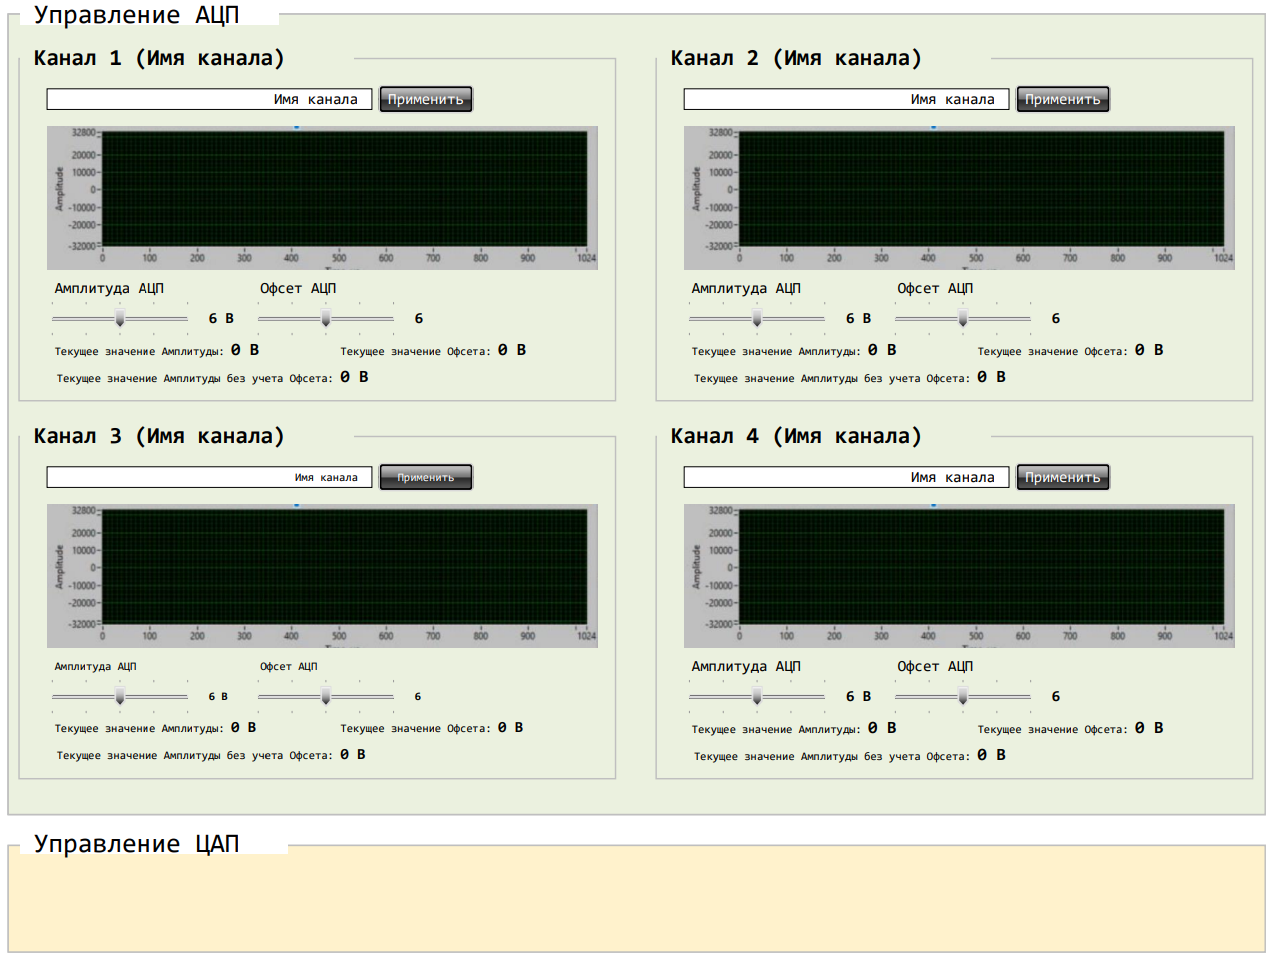 Управление АЦП
Канал 1 (Имя канала)
Имя канала
Применить
32800
20000
10000
0
-10000
-20000
-32000
Amplitude
0 100 200 300 400 500 600 700 800 900 1024
Амплитуда АЦП
Офсет АЦП
6 В
6
Текущее значение Амплитуды: 0 В
Текущее значение Офсета: 0 В
Текущее значение Амплитуды без учета Офсета: 0 В
Канал 2 (Имя канала)
Имя канала
Применить
32800
20000
10000
0
-10000
-20000
-32000
Amplitude
0 100 200 300 400 500 600 700 800 900 1024
Амплитуда АЦП
Офсет АЦП
6 В
6
Текущее значение Амплитуды: 0 В
Текущее значение Офсета: 0 В
Текущее значение Амплитуды без учета Офсета: 0 В
Канал 3 (Имя канала)
Имя канала
Применить
32800
20000
10000
0
-10000
-20000
-32000
Amplitude
0 100 200 300 400 500 600 700 800 900 1024
Амплитуда АЦП
Офсет АЦП
6 В
6
Текущее значение Амплитуды: 0 В
Текущее значение Офсета: 0 В
Текущее значение Амплитуды без учета Офсета: 0 В
Канал 4 (Имя канала)
Имя канала
Применить
32800
20000
10000
0
-10000
-20000
-32000
Amplitude
0 100 200 300 400 500 600 700 800 900 1024
Амплитуда АЦП
Офсет АЦП
6 В
6
Текущее значение Амплитуды: 0 В
Текущее значение Офсета: 0 В
Текущее значение Амплитуды без учета Офсета: 0 В
Управление ЦАП